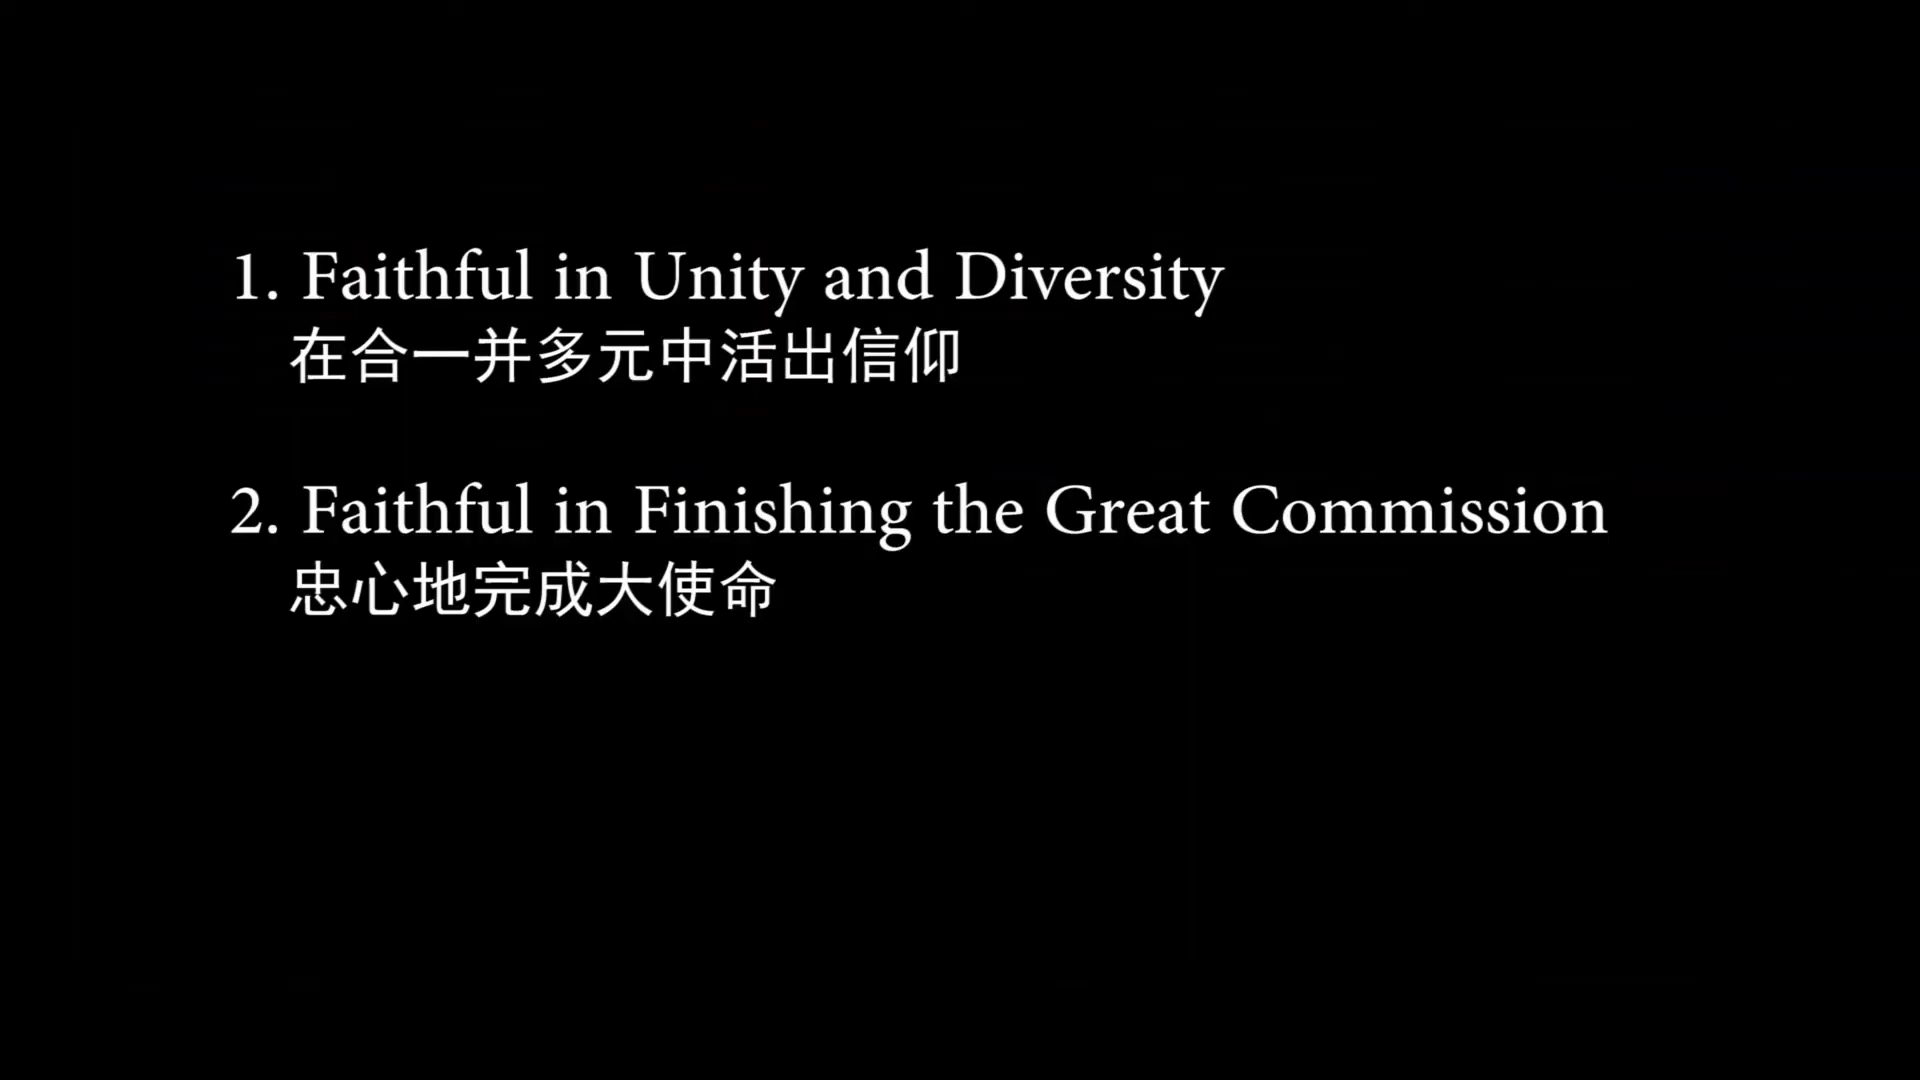 1. Faithful in Unity and Diversity
在合一并多元中活出信仰
2. Faithful in Finishing the Great Commission
忠心地完成大使命